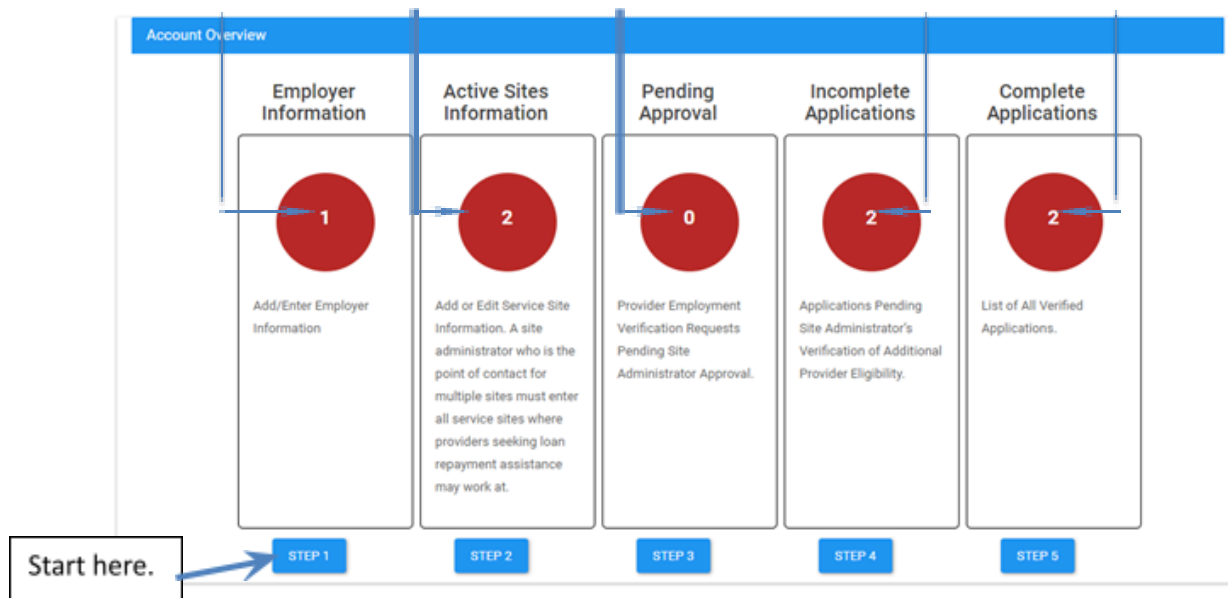 Account Overview
Employer
Information
Active Sites
Information
Pending
Approval
Incomplete
Applications
Complete
Applications
1
2
0
2
2
Add/Enter Employer
Information
Add or Edit Service Site
Information. A site
administrator who is the
point of contact for
multiple sites must enter
all service sites where
providers seeking loan
repayment assistance
may work at.
Provider Employment
Verification Requests
Pending Site
Administrator Approval.
Applications Pending
Site Administrator's
Verification of Additional
Provider Eligibility.
List of All Verified
Applications.
Start here.
STEP 1
STEP 2
STEP 3
STEP 4
STEP 5